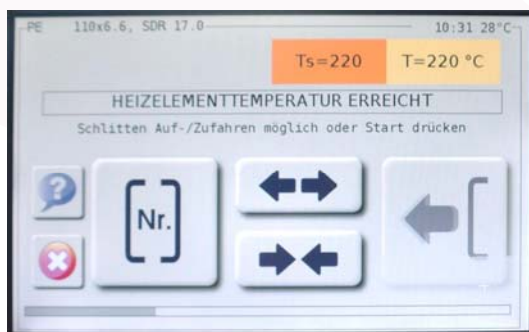 PE 110x6.6, SDR 17.0 10:31 28°C
Ts=220 T=220 °C
HEIZELEMENTTEMPERATUR ERREICHT
Schlitten Auf-/Zufahren möglich oder Start drücken
?
Nr.